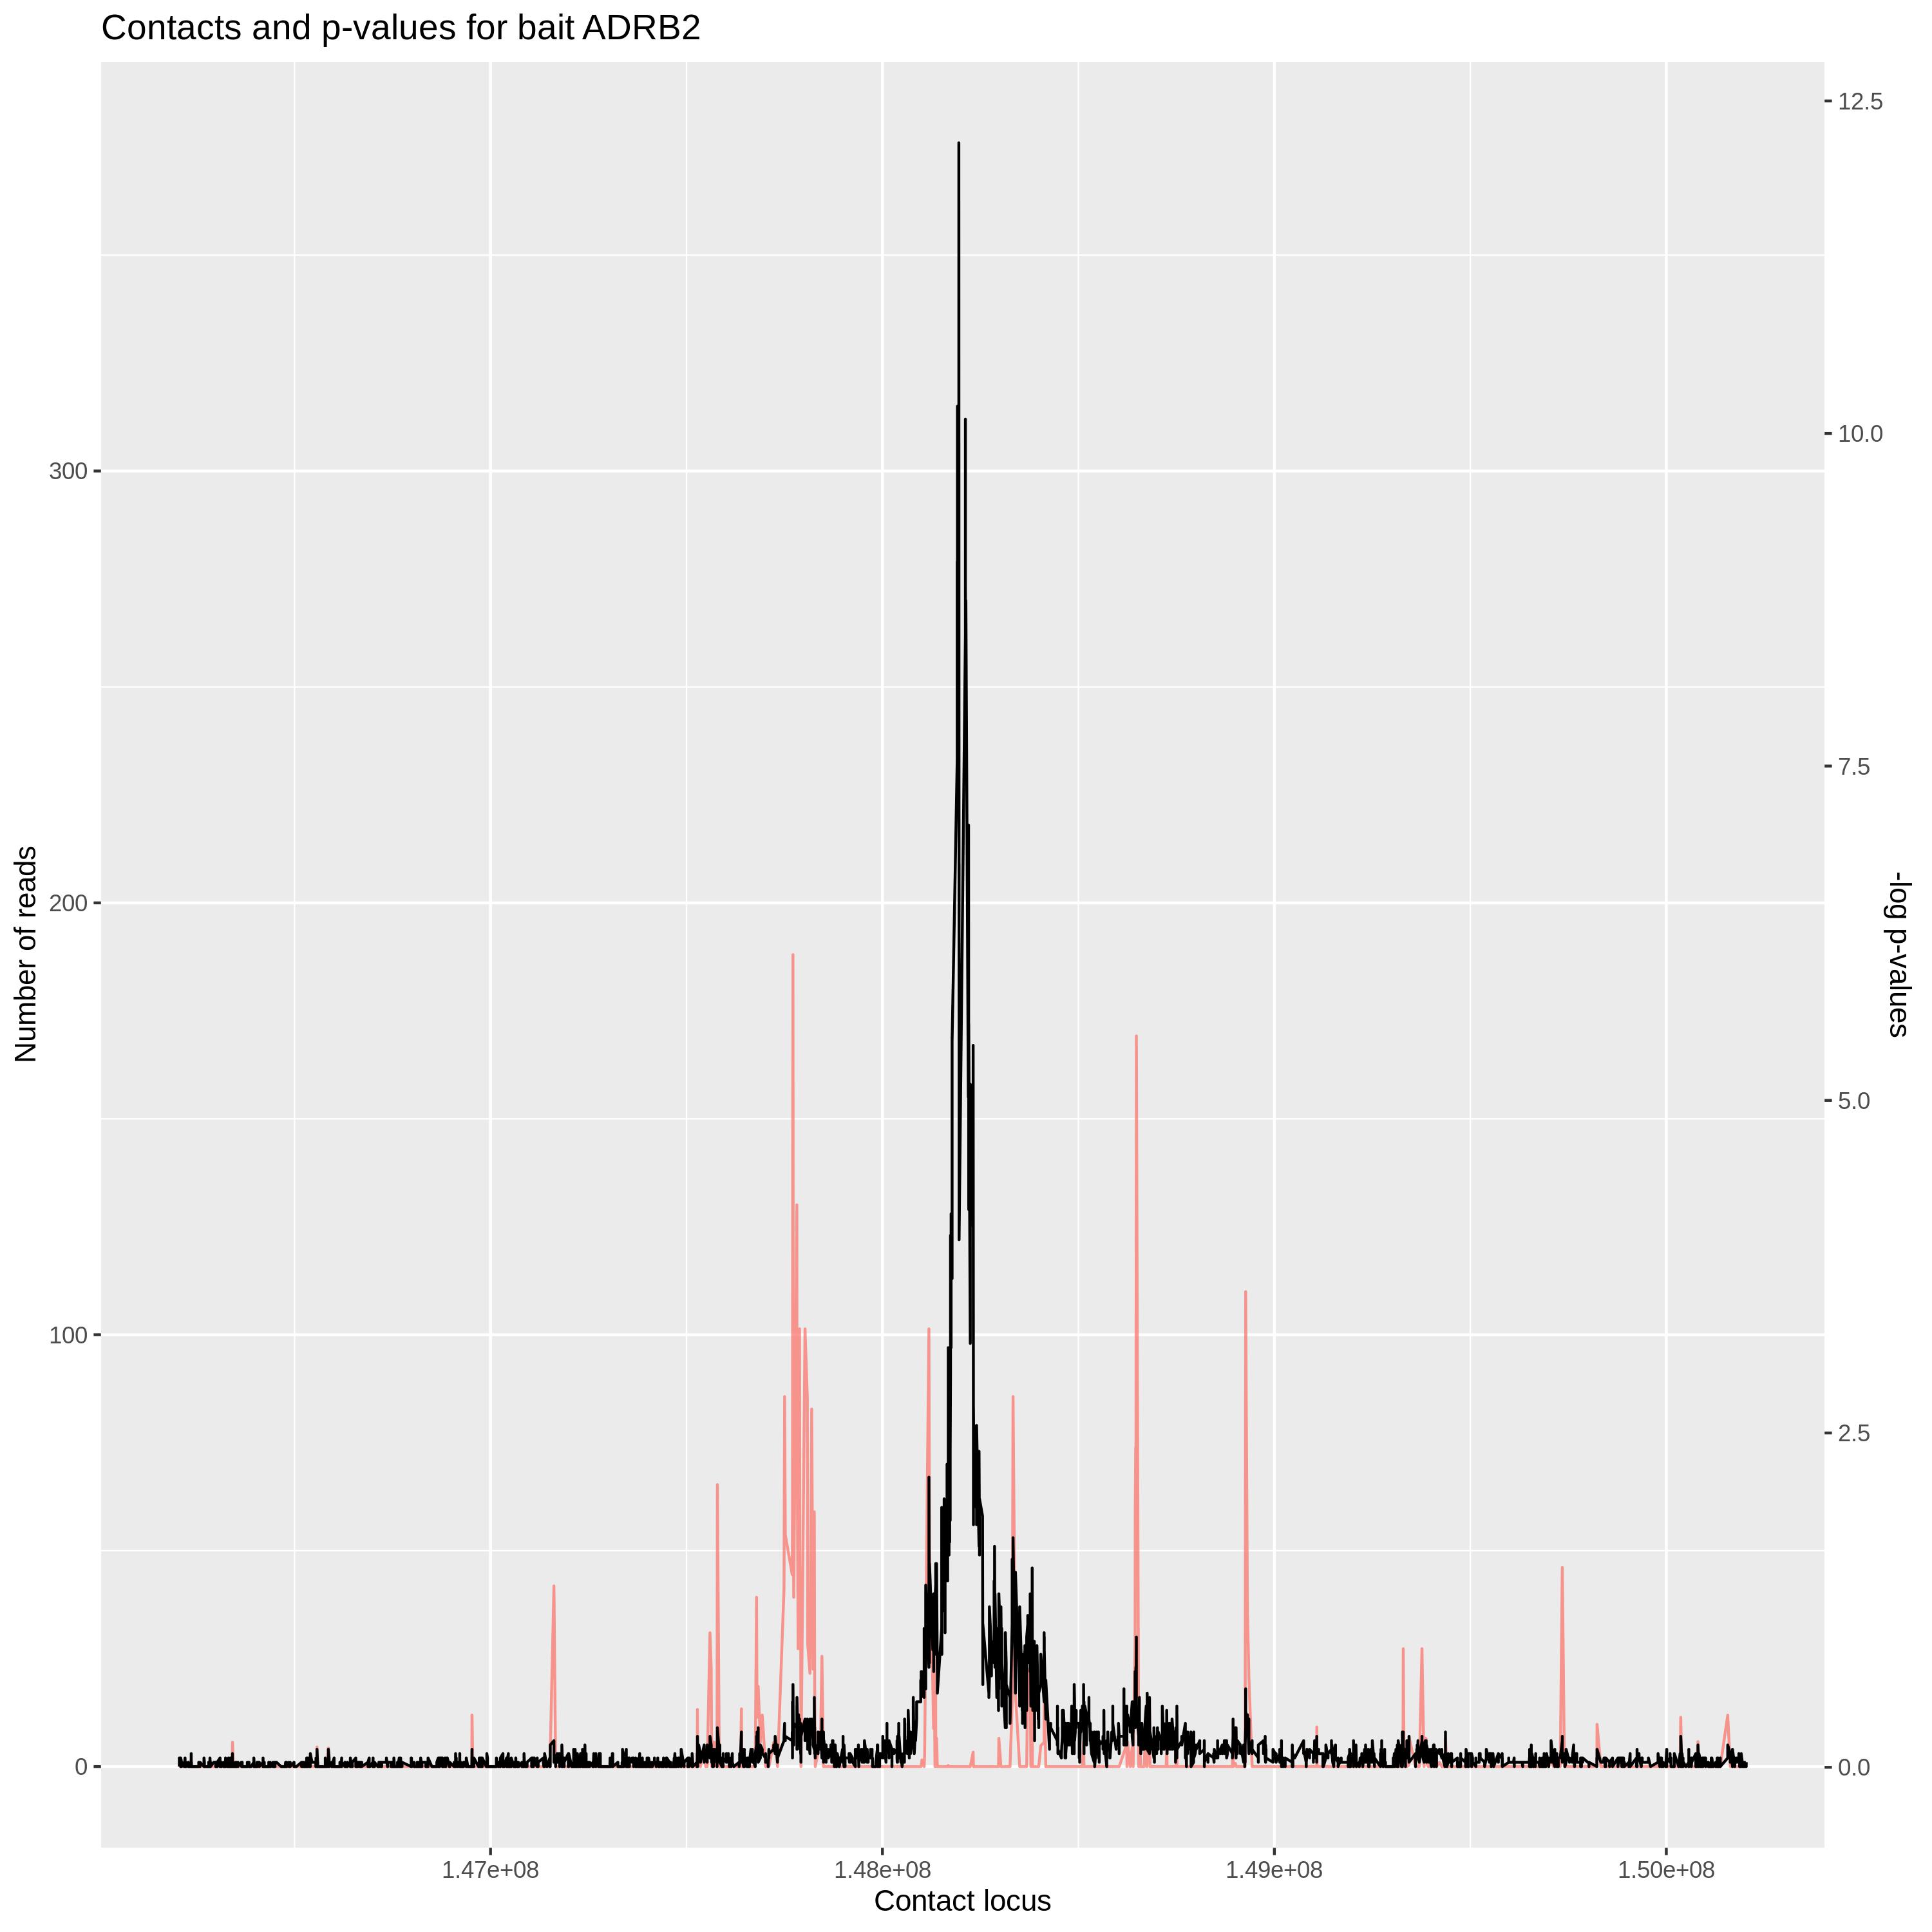 Contacts and p-values for bait ADRB2
12.5
10.0
7.5
5.0
2.5
0.0
300
200
100
0
Number of reads
-log p-values
1.47e+08 1.48e+08 1.49e+08 1.50e+08
Contact locus